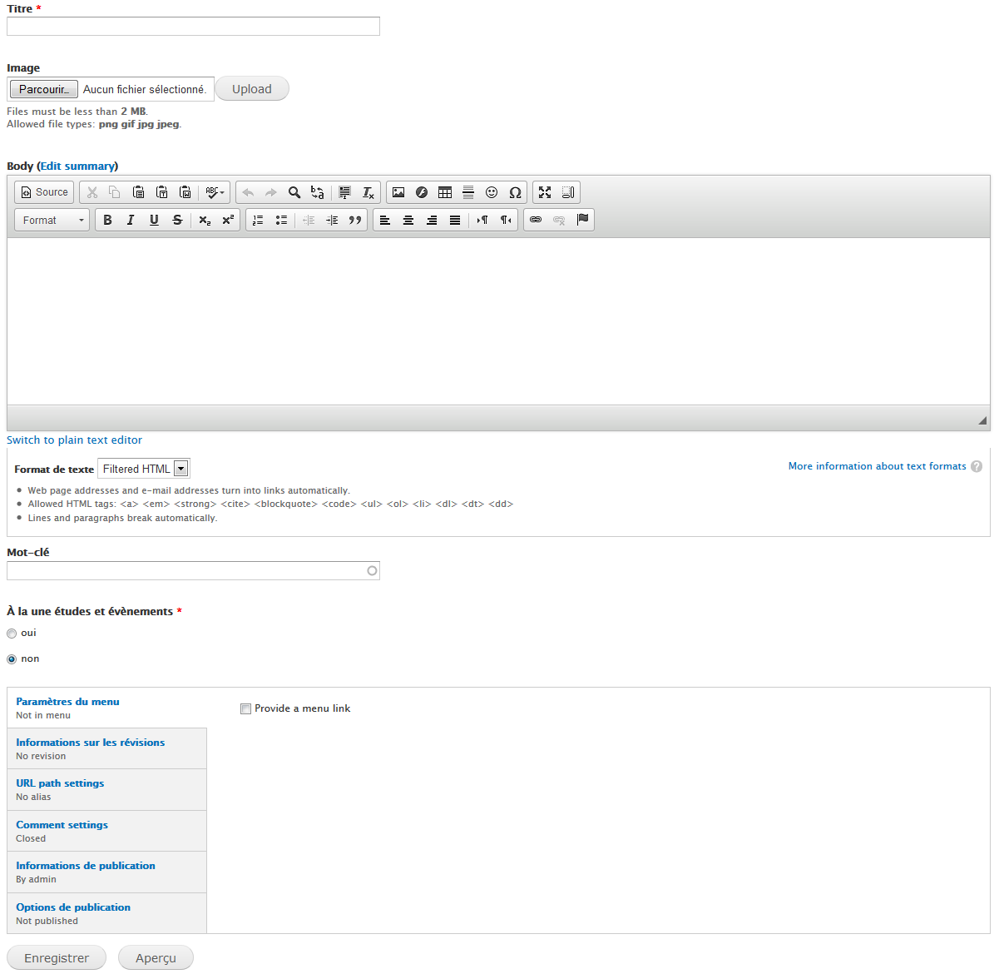 Titre *
Image
Parcourir... Aucun fichier sélectionné. Upload
Files must be less than 2 MB.
Allowed file types: png gif jpg jpeg.
Body (Edit summary)
Source ABC
Format B I U S x₂ x²
Switch to plain text editor
Format de texte Filtered HTML More information about text formats ?
Web page addresses and e-mail addresses turn into links automatically.
Allowed HTML tags: <a> <em> <strong> <cite> <blockquote> <code> <ul> <ol> <li> <dl> <dt> <dd>
Lines and paragraphs break automatically.
Mot-clé
À la une études et évènements *
oui
non
Paramètres du menu
Not in menu
Provide a menu link
Informations sur les révisions
No revision
URL path settings
No alias
Comment settings
Closed
Informations de publication
By admin
Options de publication
Not published
Enregistrer Aperçu